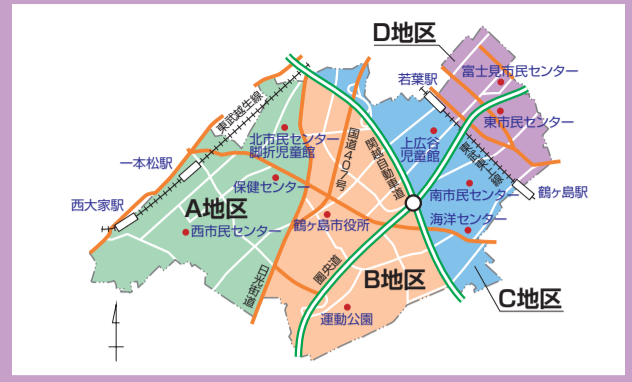 D地区
富士見市民センター
若葉駅
東市民センター
東武越生線
北市民センター
脚折児童館
国道407号
関越自動車道
上広谷
児童館
東武東上線
一本松駅
保健センター
南市民センター
鶴ヶ島駅
西大家駅
A地区
鶴ヶ島市役所
海洋センター
西市民センター
日光街道
圏央道
B地区
C地区
運動公園